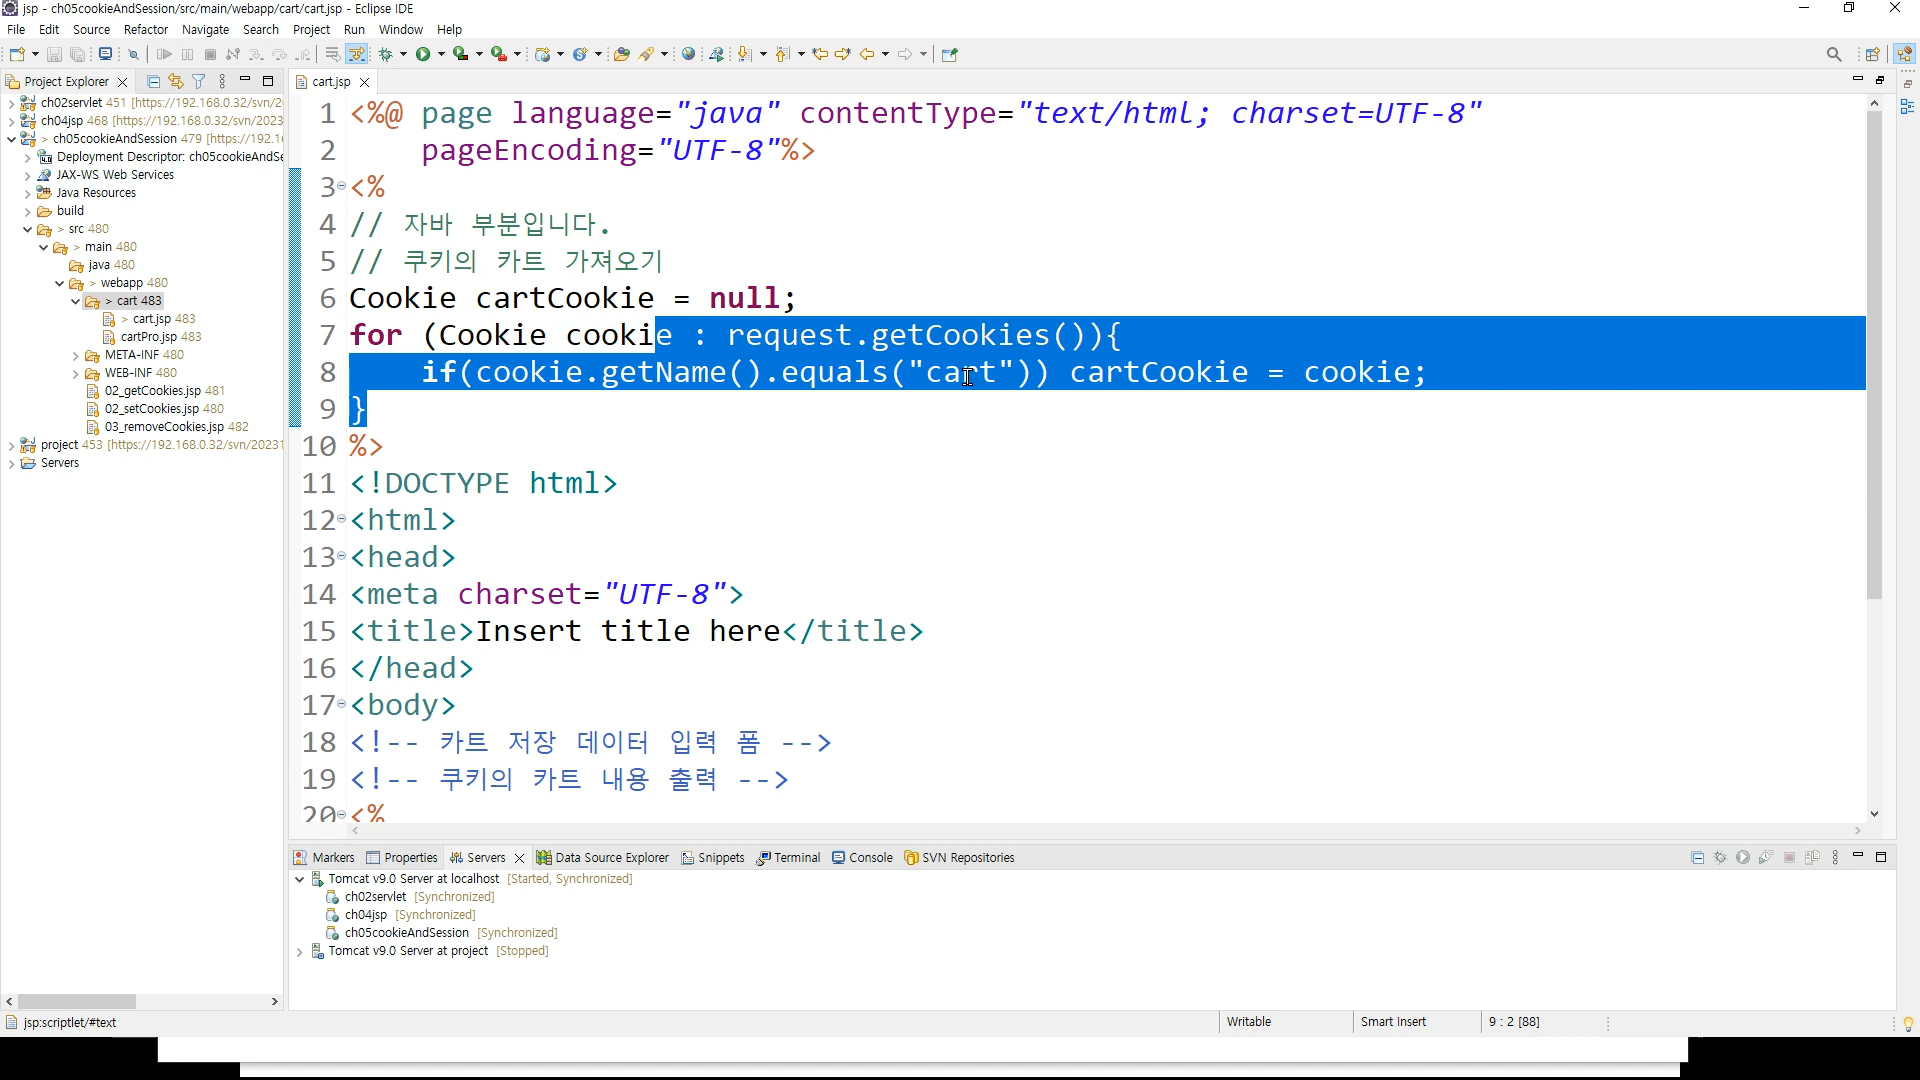 jsp - ch05cookieAndSession/src/main/webapp/cart/cart.jsp - Eclipse IDE
File Edit Source Refactor Navigate Search Project Run Window Help
Project Explorer
cart.jsp
ch02servlet 451 [https://192.168.0.32/svn/2
ch04jsp 468 [https://192.168.0.32/svn/2023
> ch05cookieAndSession 479 [https://192.1
Deployment Descriptor: ch05cookieAndSe
JAX-WS Web Services
Java Resources
build
> src 480
> main 480
java 480
> webapp 480
> cart 483
> cart.jsp 483
cartPro.jsp 483
META-INF 480
WEB-INF 480
02_getCookies.jsp 481
02_setCookies.jsp 480
03_removeCookies.jsp 482
project 453 [https://192.168.0.32/svn/20231
Servers
1 <%@ page language="java" contentType="text/html; charset=UTF-8"
2 pageEncoding="UTF-8"%>
3 <%
4 // 자바 부분입니다.
5 // 쿠키의 카트 가져오기
6 Cookie cartCookie = null;
7 for (Cookie cookie : request.getCookies()){
8 if(cookie.getName().equals("cart")) cartCookie = cookie;
9 }
10 %>
11 <!DOCTYPE html>
12 <html>
13 <head>
14 <meta charset="UTF-8">
15 <title>Insert title here</title>
16 </head>
17 <body>
18 <!-- 카트 저장 데이터 입력 폼 -->
19 <!-- 쿠키의 카트 내용 출력 -->
20 <%
Markers Properties Servers Data Source Explorer Snippets Terminal Console SVN Repositories
Tomcat v9.0 Server at localhost [Started, Synchronized]
ch02servlet [Synchronized]
ch04jsp [Synchronized]
ch05cookieAndSession [Synchronized]
Tomcat v9.0 Server at project [Stopped]
jsp:scriptlet/#text Writable Smart Insert 9 : 2 [88]